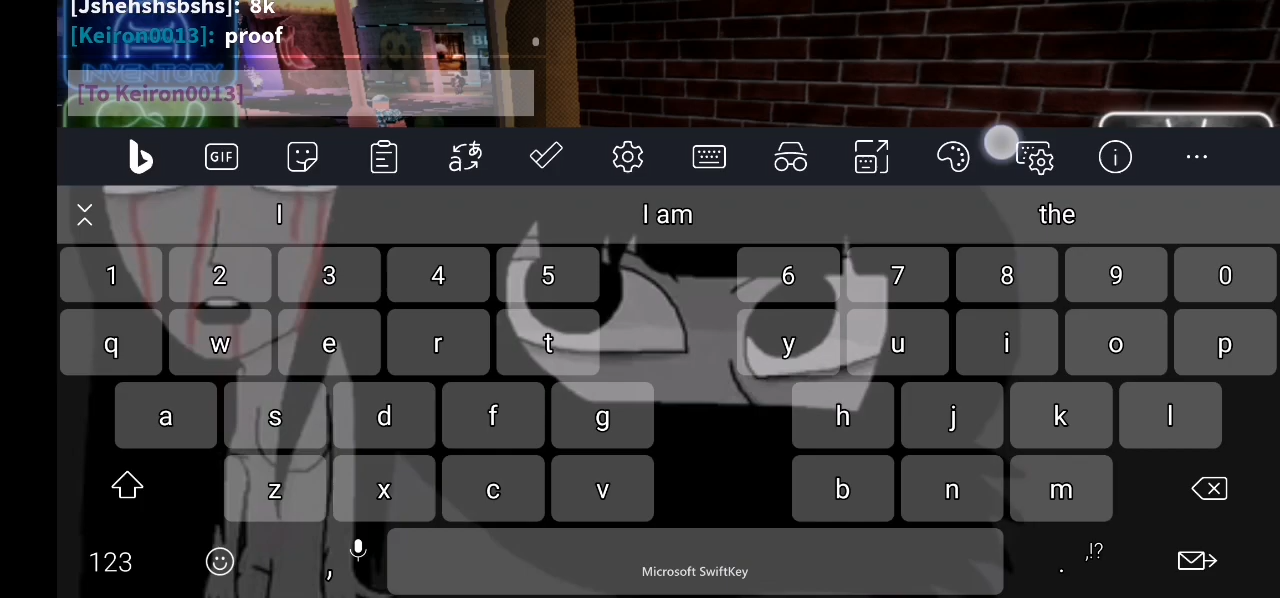 [Jshehshsbshs]: 8k
[Keiron0013]: proof
INVENTORY
[To Keiron0013]
GIF
I I am the
1 2 3 4 5 6 7 8 9 0
q w e r t y u i o p
a s d f g h j k l
z x c v b n m
123 , Microsoft SwiftKey . ,!?